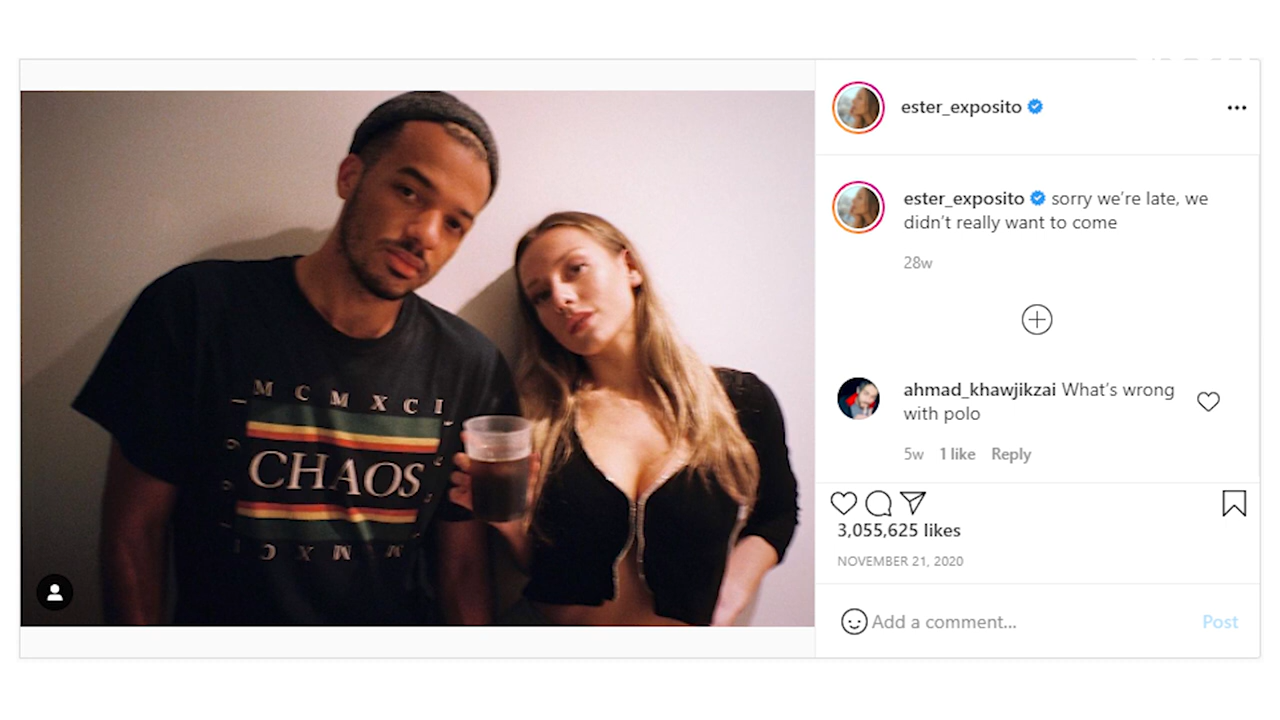 M C M X C I
CHAOS
ester_exposito
ester_exposito sorry we're late, we
didn't really want to come
28w
ahmad_khawjikzai What's wrong
with polo
5w 1 like Reply
3,055,625 likes
NOVEMBER 21, 2020
Add a comment...
Post